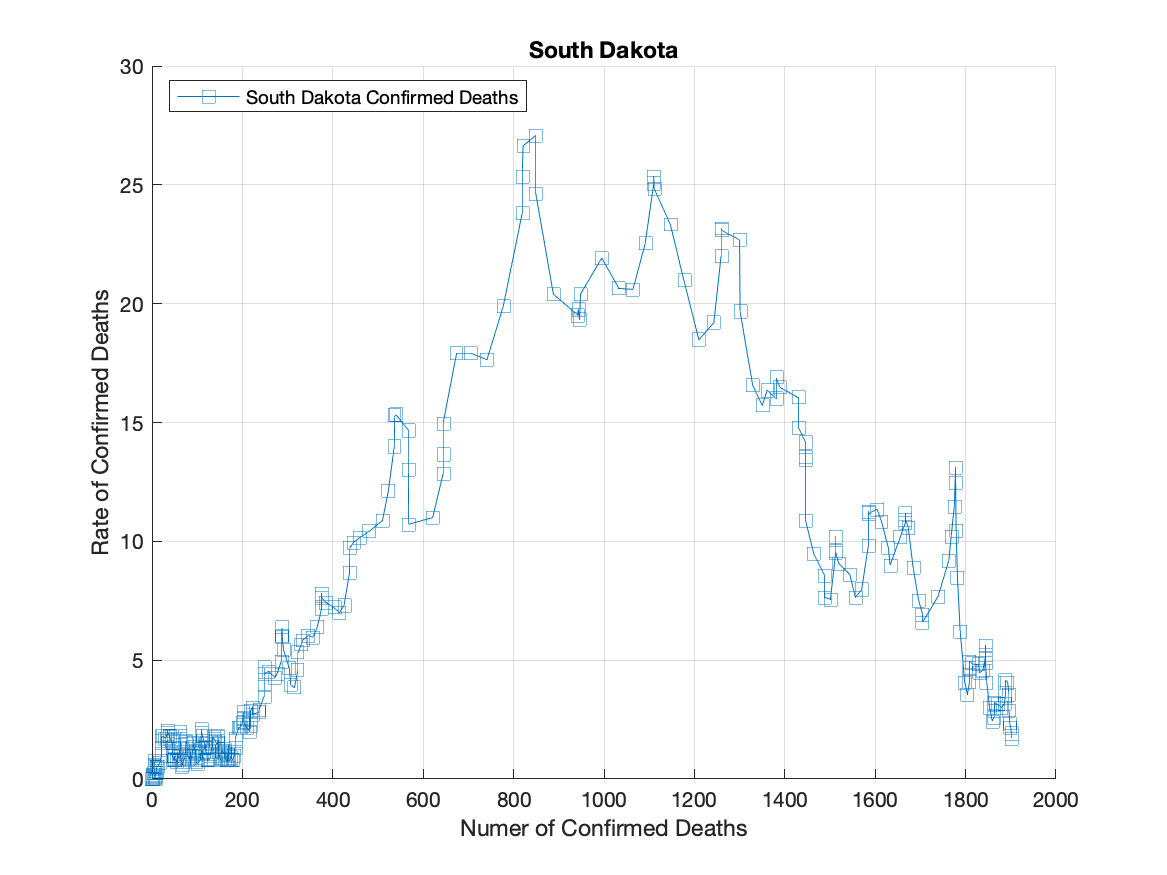 South Dakota
South Dakota Confirmed Deaths
30
25
20
15
10
5
0
Rate of Confirmed Deaths
0 200 400 600 800 1000 1200 1400 1600 1800 2000
Numer of Confirmed Deaths